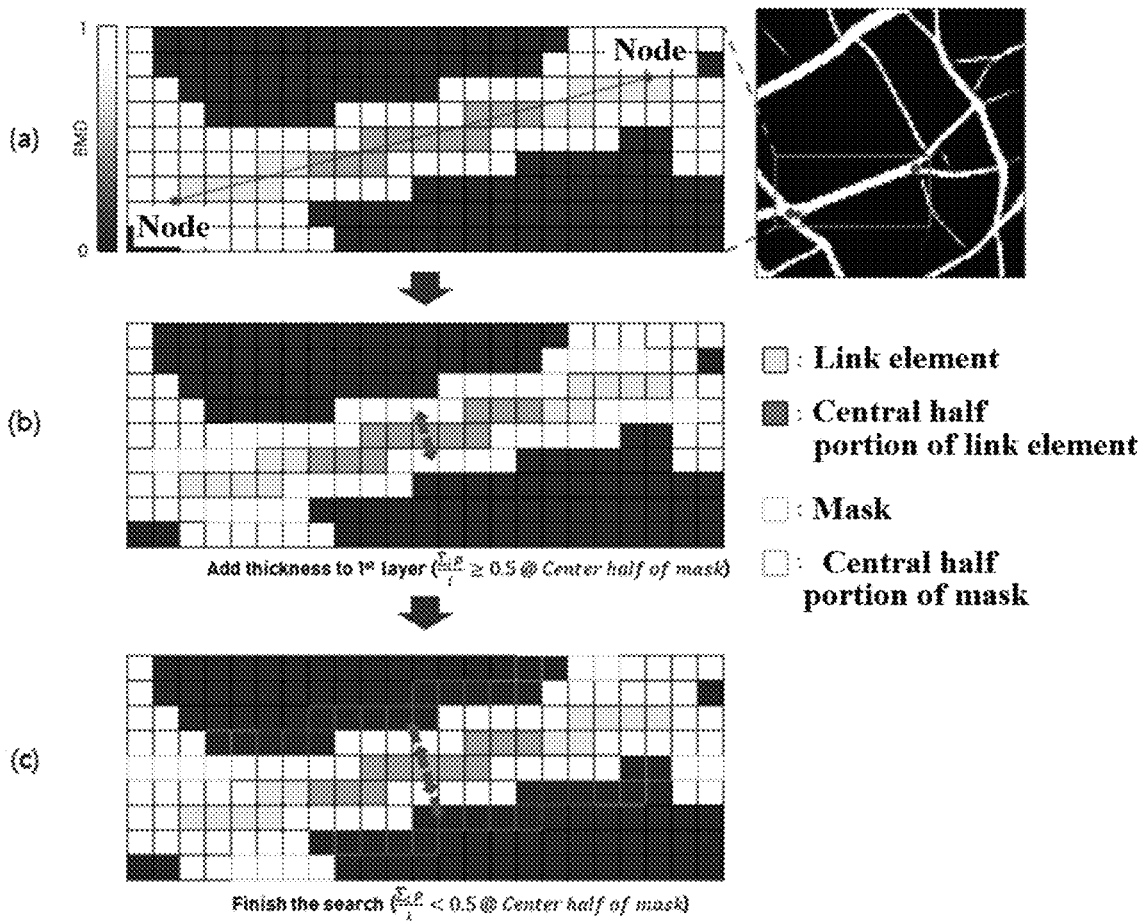 1
Node
(a)
BMD
Node
0
(b)
: Link element
: Central half
portion of link element
: Mask
: Central half
portion of mask
Add thickness to 1st layer (Σᵢρ/i ≥ 0.5 @ Center half of mask)
(c)
Finish the search (Σᵢρ/i < 0.5 @ Center half of mask)